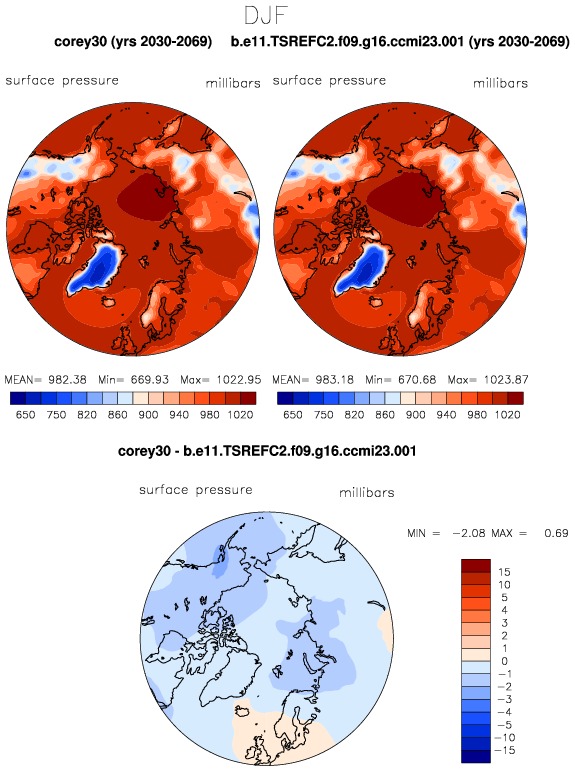 DJF
corey30 (yrs 2030-2069) b.e11.TSREFC2.f09.g16.ccmi23.001 (yrs 2030-2069)
surface pressure millibars surface pressure millibars
MEAN= 982.38 Min= 669.93 Max= 1022.95 MEAN= 983.18 Min= 670.68 Max= 1023.87
650 750 820 860 900 940 980 1020 650 750 820 860 900 940 980 1020
corey30 - b.e11.TSREFC2.f09.g16.ccmi23.001
surface pressure millibars
MIN = -2.08 MAX = 0.69
15
10
5
4
3
2
1
0
-1
-2
-3
-4
-5
-10
-15